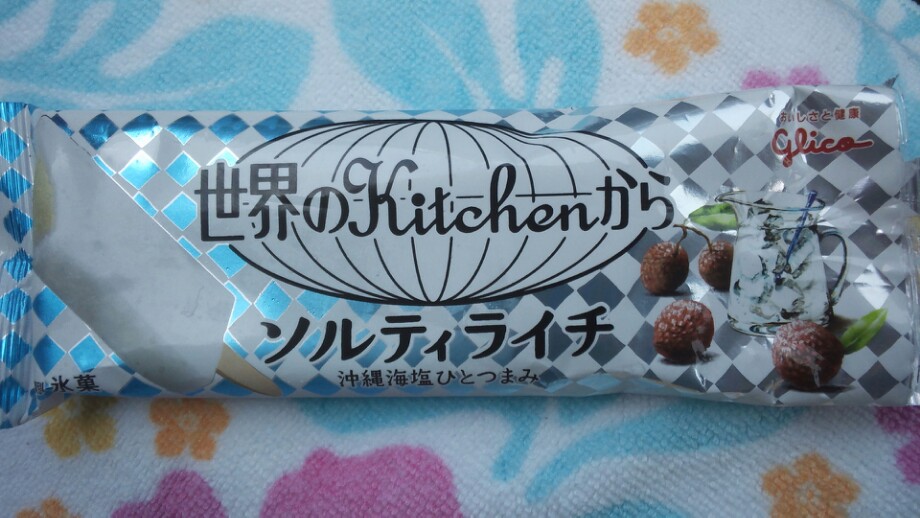 おいしさと健康
Glico
世界のKitchenから
ソルティライチ
沖縄海塩ひとつまみ
氷菓